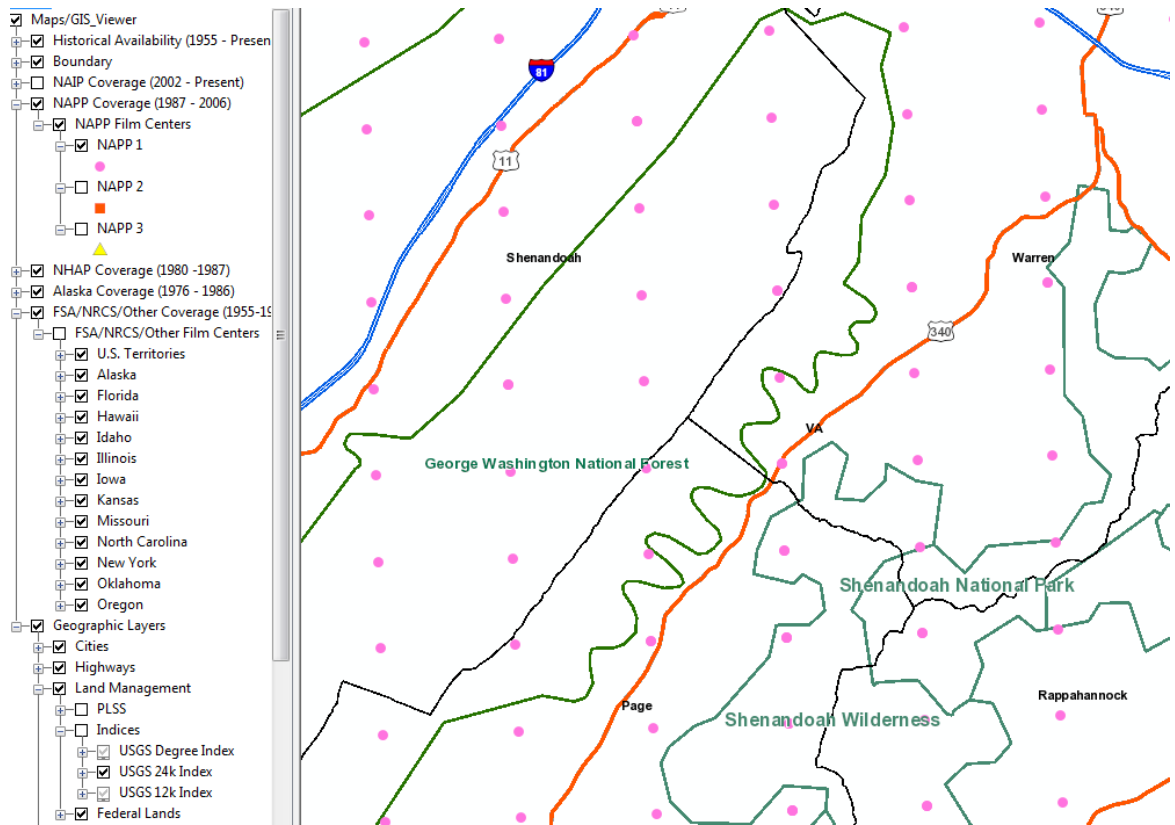 Maps/GIS_Viewer
Historical Availability (1955 - Presen
Boundary
NAIP Coverage (2002 - Present)
NAPP Coverage (1987 - 2006)
NAPP Film Centers
NAPP 1
NAPP 2
NAPP 3
NHAP Coverage (1980 -1987)
Alaska Coverage (1976 - 1986)
FSA/NRCS/Other Coverage (1955-19
FSA/NRCS/Other Film Centers
U.S. Territories
Alaska
Florida
Hawaii
Idaho
Illinois
Iowa
Kansas
Missouri
North Carolina
New York
Oklahoma
Oregon
Geographic Layers
Cities
Highways
Land Management
PLSS
Indices
USGS Degree Index
USGS 24k Index
USGS 12k Index
Federal Lands
81
11
Shenandoah
Warren
340
VA
George Washington National Forest
Shenandoah National Park
Rappahannock
Page
Shenandoah Wilderness